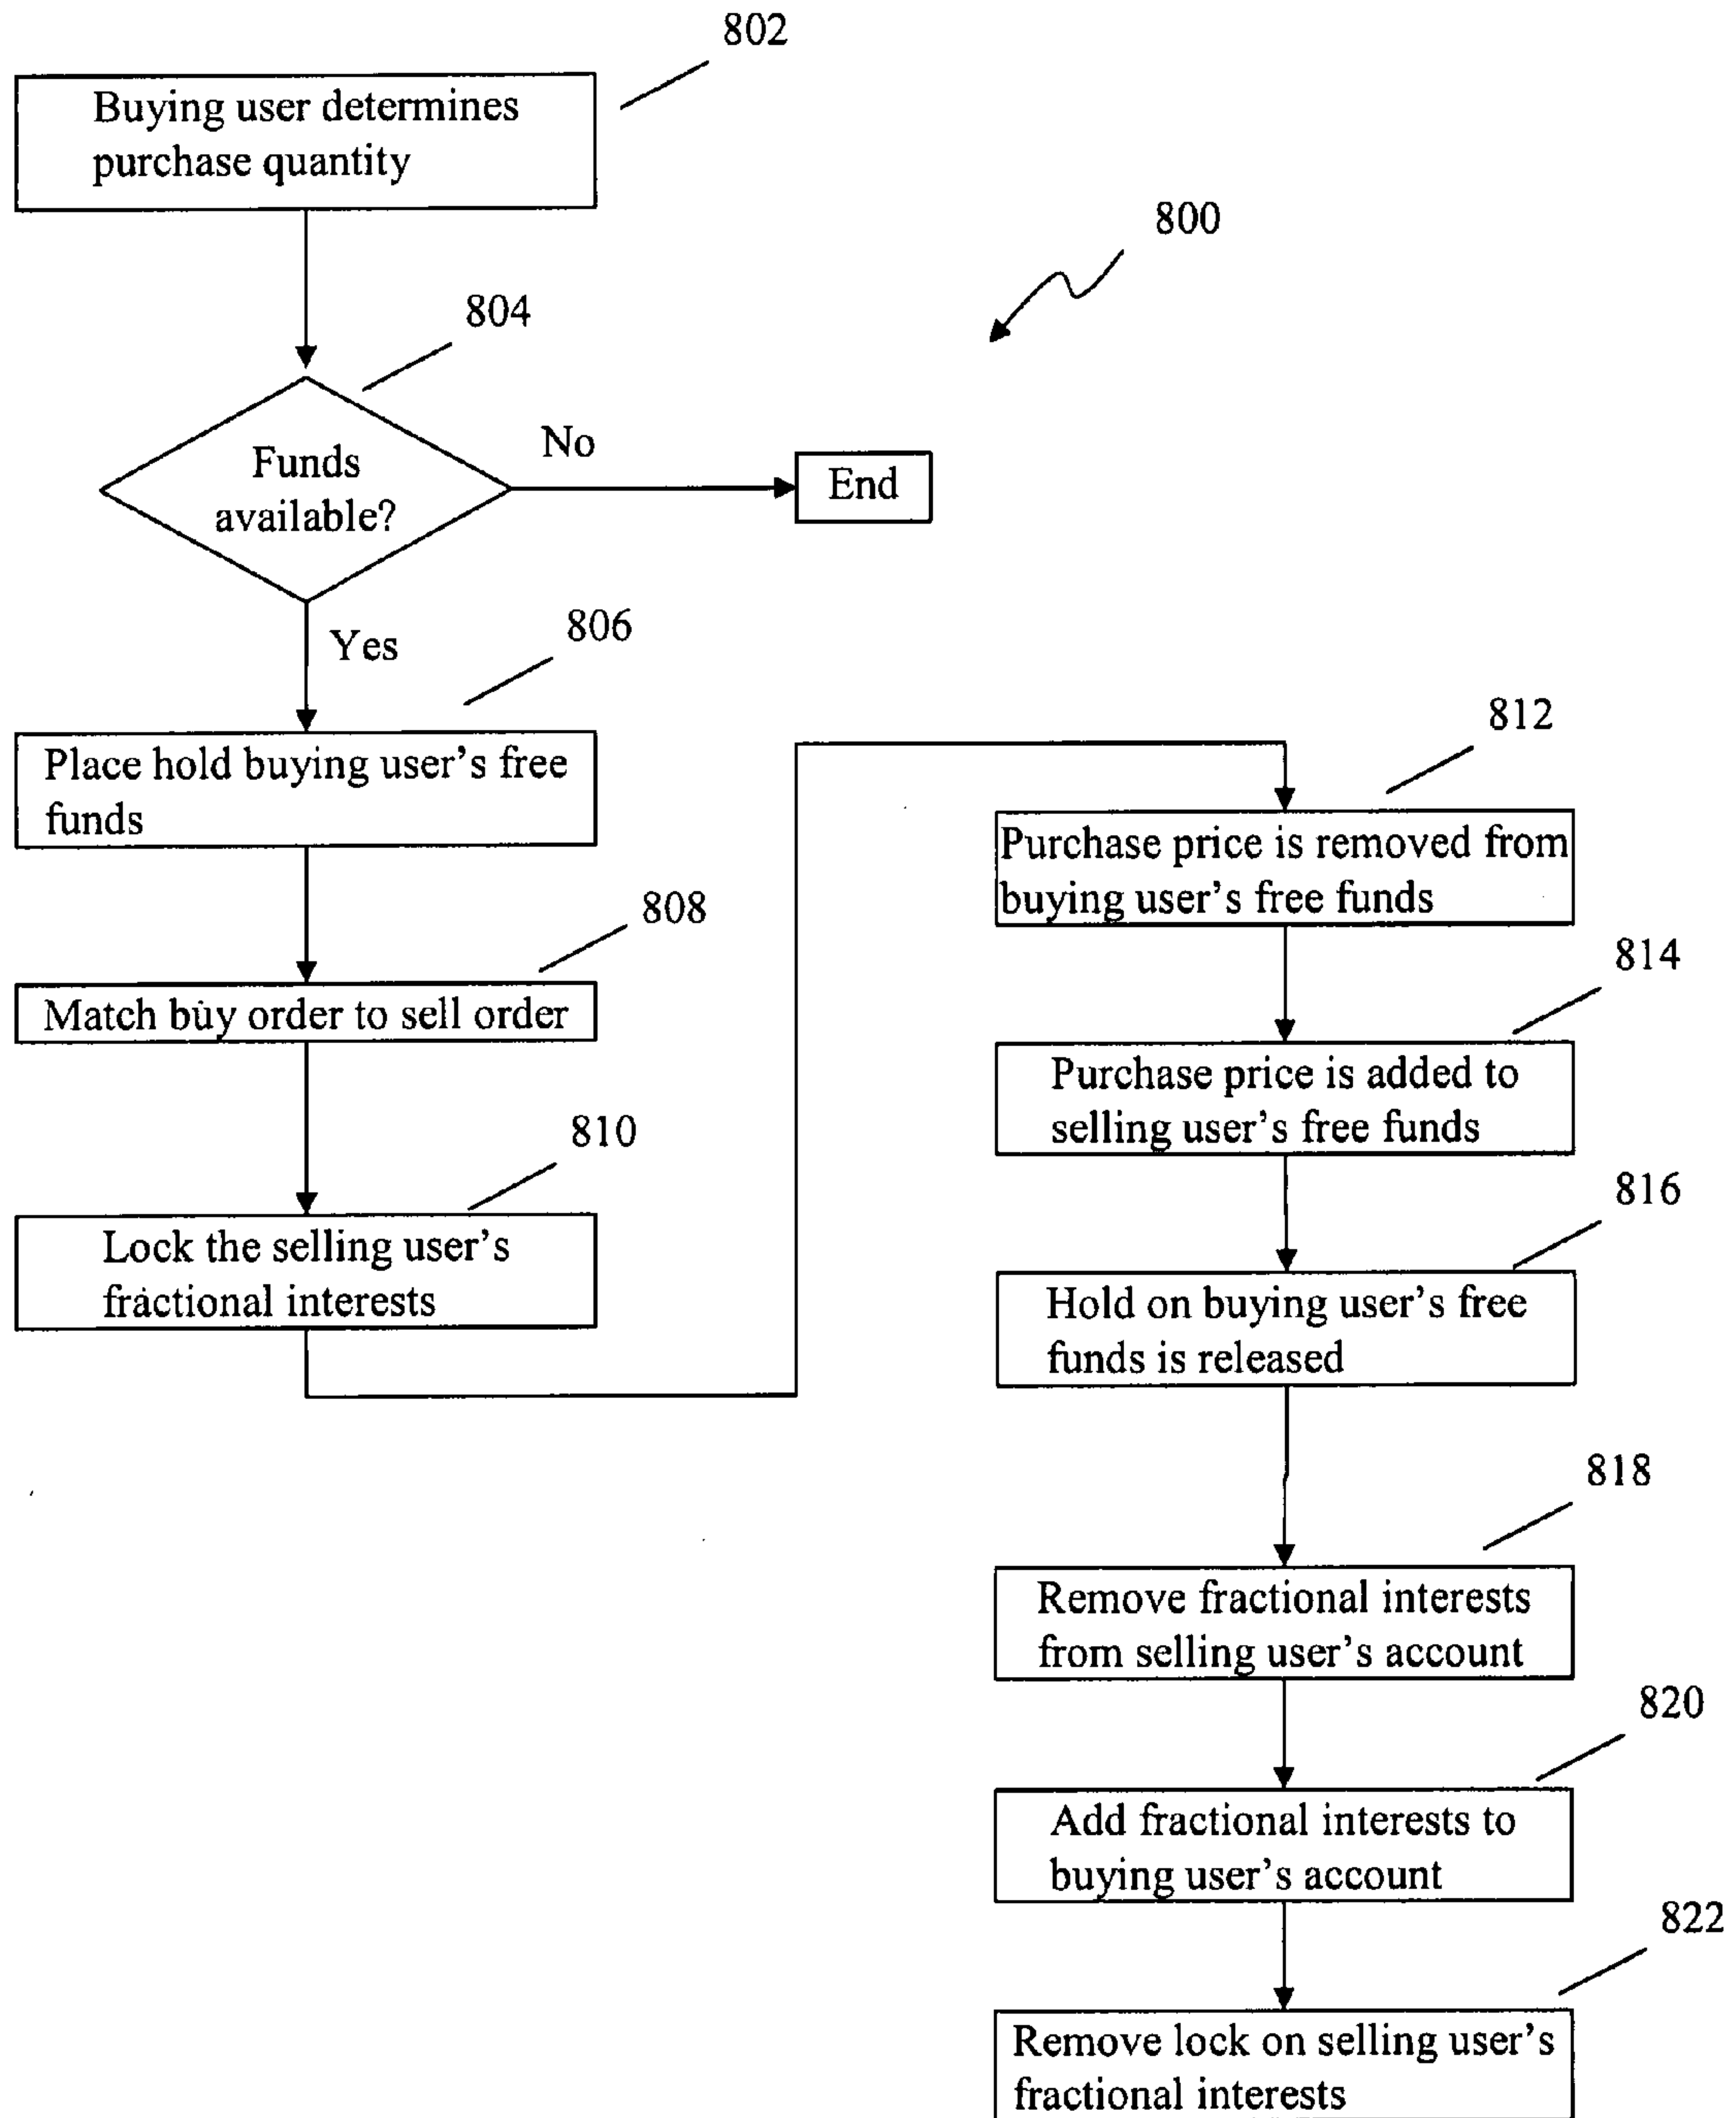 802
Buying user determines
purchase quantity
800
804
Funds
available?
No
End
Yes
806
Place hold buying user's free
funds
808
Match buy order to sell order
810
Lock the selling user's
fractional interests
812
Purchase price is removed from
buying user's free funds
814
Purchase price is added to
selling user's free funds
816
Hold on buying user's free
funds is released
818
Remove fractional interests
from selling user's account
820
Add fractional interests to
buying user's account
822
Remove lock on selling user's
fractional interests